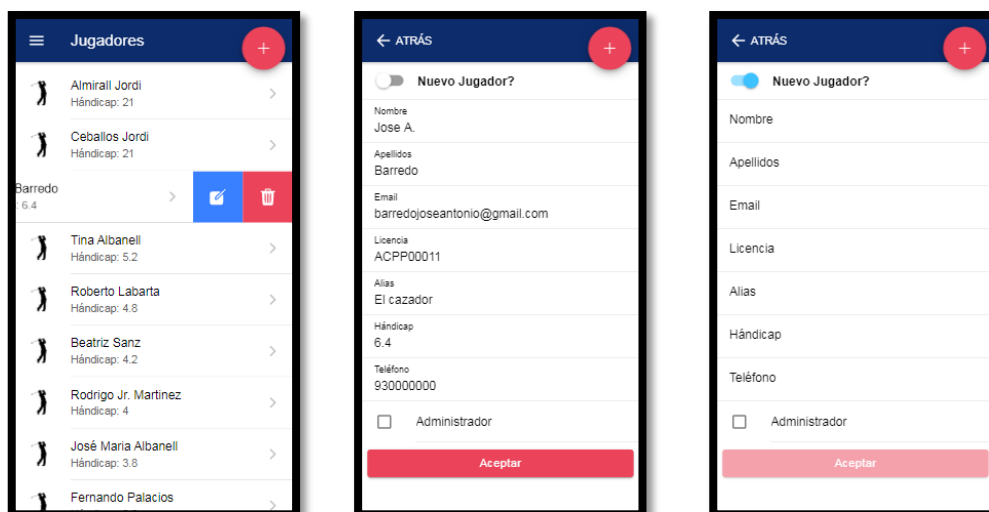 Jugadores
+
Almirall Jordi
Hándicap: 21
Ceballos Jordi
Hándicap: 21
Barredo
: 6.4
Tina Albanell
Hándicap: 5.2
Roberto Labarta
Hándicap: 4.8
Beatriz Sanz
Hándicap: 4.2
Rodrigo Jr. Martinez
Hándicap: 4
José Maria Albanell
Hándicap: 3.8
Fernando Palacios
ATRÁS
+
Nuevo Jugador?
Nombre
Jose A.
Apellidos
Barredo
Email
barredojoseantonio@gmail.com
Licencia
ACPP00011
Alias
El cazador
Hándicap
6.4
Teléfono
930000000
Administrador
Aceptar
ATRÁS
+
Nuevo Jugador?
Nombre
Apellidos
Email
Licencia
Alias
Hándicap
Teléfono
Administrador
Aceptar